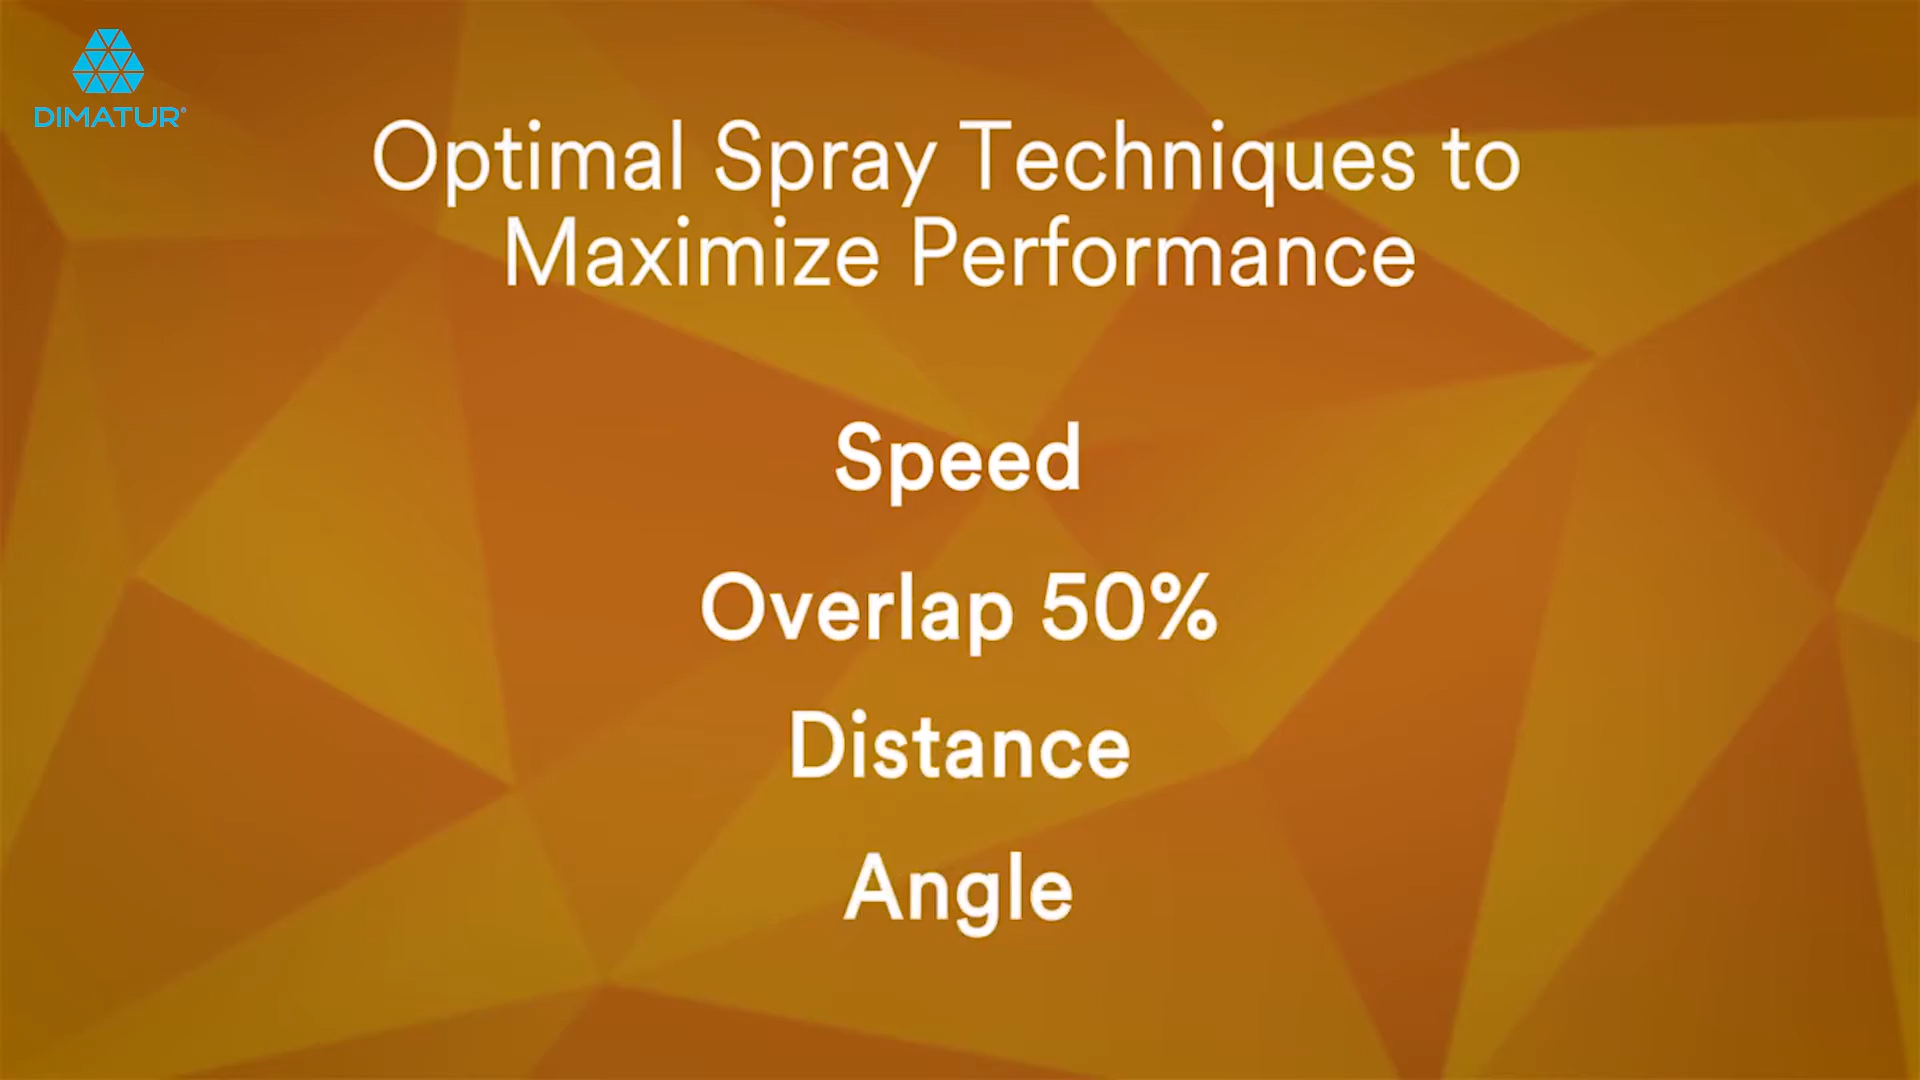 DIMATUR®
Optimal Spray Techniques to
Maximize Performance
Speed
Overlap 50%
Distance
Angle